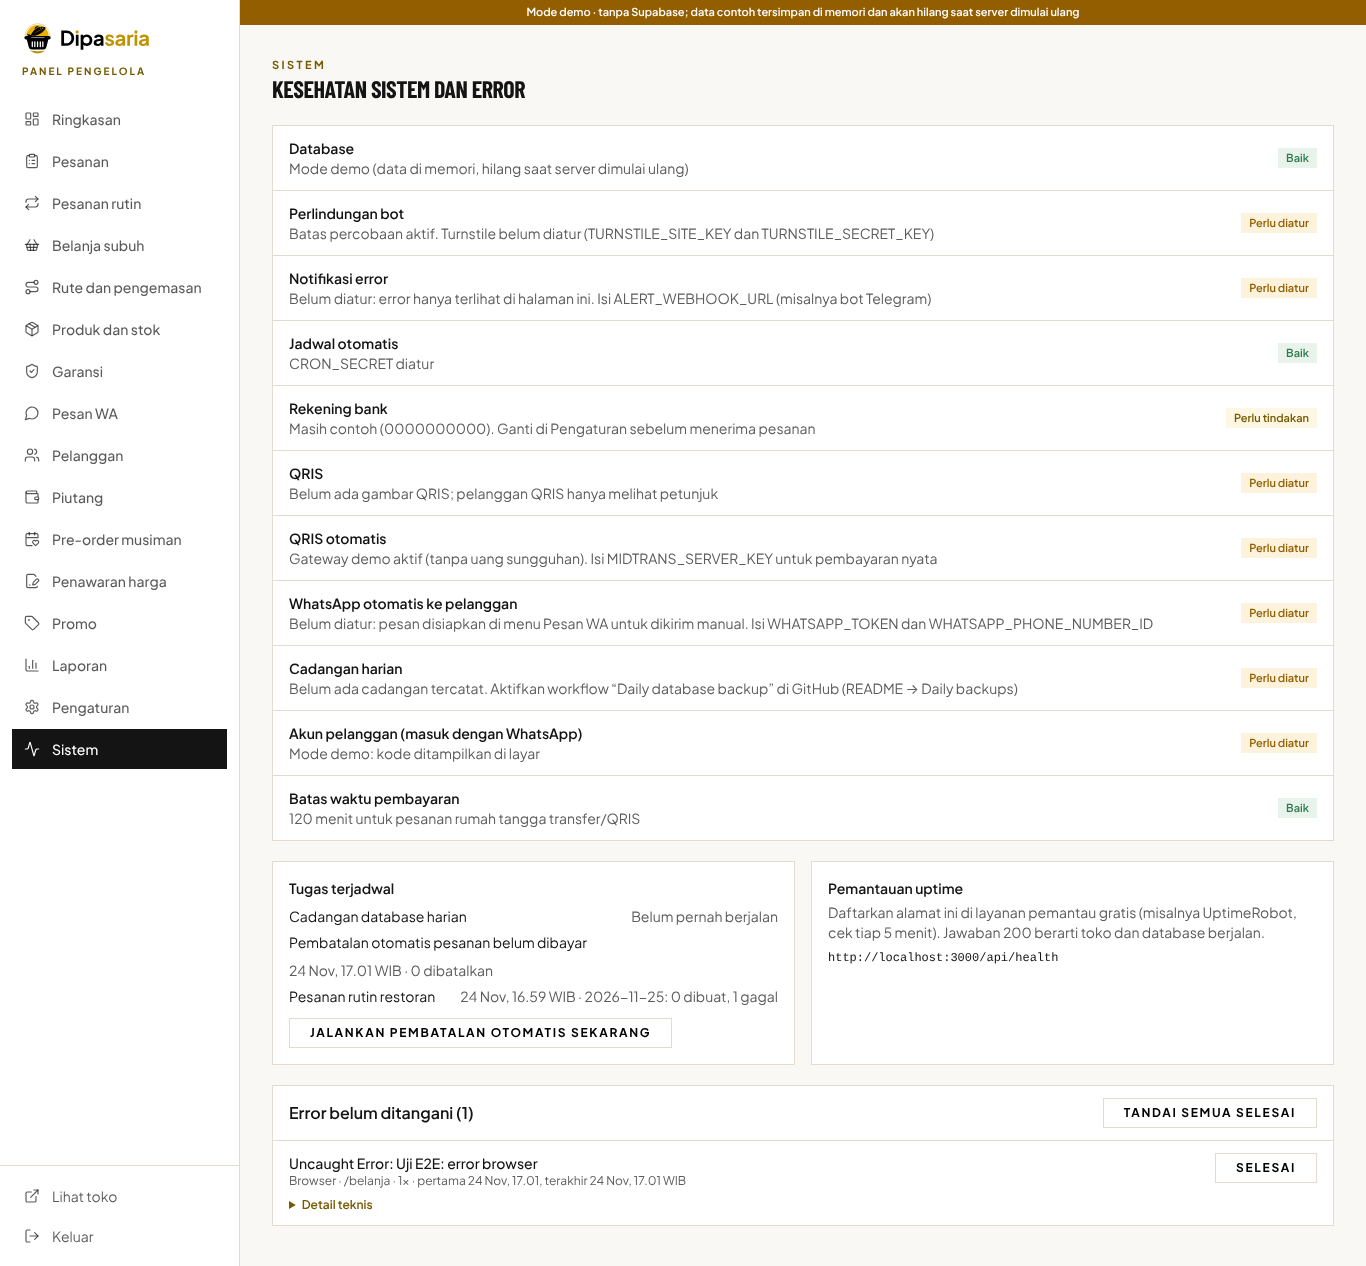 Mode demo · tanpa Supabase; data contoh tersimpan di memori dan akan hilang saat server dimulai ulang
Dipasaria
PANEL PENGELOLA
Ringkasan
Pesanan
Pesanan rutin
Belanja subuh
Rute dan pengemasan
Produk dan stok
Garansi
Pesan WA
Pelanggan
Piutang
Pre-order musiman
Penawaran harga
Promo
Laporan
Pengaturan
Sistem
Lihat toko
Keluar
SISTEM
KESEHATAN SISTEM DAN ERROR
Database
Mode demo (data di memori, hilang saat server dimulai ulang)
Baik
Perlindungan bot
Batas percobaan aktif. Turnstile belum diatur (TURNSTILE_SITE_KEY dan TURNSTILE_SECRET_KEY)
Perlu diatur
Notifikasi error
Belum diatur: error hanya terlihat di halaman ini. Isi ALERT_WEBHOOK_URL (misalnya bot Telegram)
Perlu diatur
Jadwal otomatis
CRON_SECRET diatur
Baik
Rekening bank
Masih contoh (0000000000). Ganti di Pengaturan sebelum menerima pesanan
Perlu tindakan
QRIS
Belum ada gambar QRIS; pelanggan QRIS hanya melihat petunjuk
Perlu diatur
QRIS otomatis
Gateway demo aktif (tanpa uang sungguhan). Isi MIDTRANS_SERVER_KEY untuk pembayaran nyata
Perlu diatur
WhatsApp otomatis ke pelanggan
Belum diatur: pesan disiapkan di menu Pesan WA untuk dikirim manual. Isi WHATSAPP_TOKEN dan WHATSAPP_PHONE_NUMBER_ID
Perlu diatur
Cadangan harian
Belum ada cadangan tercatat. Aktifkan workflow “Daily database backup” di GitHub (README → Daily backups)
Perlu diatur
Akun pelanggan (masuk dengan WhatsApp)
Mode demo: kode ditampilkan di layar
Perlu diatur
Batas waktu pembayaran
120 menit untuk pesanan rumah tangga transfer/QRIS
Baik
Tugas terjadwal
Cadangan database harian Belum pernah berjalan
Pembatalan otomatis pesanan belum dibayar
24 Nov, 17.01 WIB · 0 dibatalkan
Pesanan rutin restoran 24 Nov, 16.59 WIB · 2026-11-25: 0 dibuat, 1 gagal
JALANKAN PEMBATALAN OTOMATIS SEKARANG
Pemantauan uptime
Daftarkan alamat ini di layanan pemantau gratis (misalnya UptimeRobot,
cek tiap 5 menit). Jawaban 200 berarti toko dan database berjalan.
http://localhost:3000/api/health
Error belum ditangani (1)
TANDAI SEMUA SELESAI
Uncaught Error: Uji E2E: error browser
Browser · /belanja · 1× · pertama 24 Nov, 17.01, terakhir 24 Nov, 17.01 WIB
SELESAI
Detail teknis